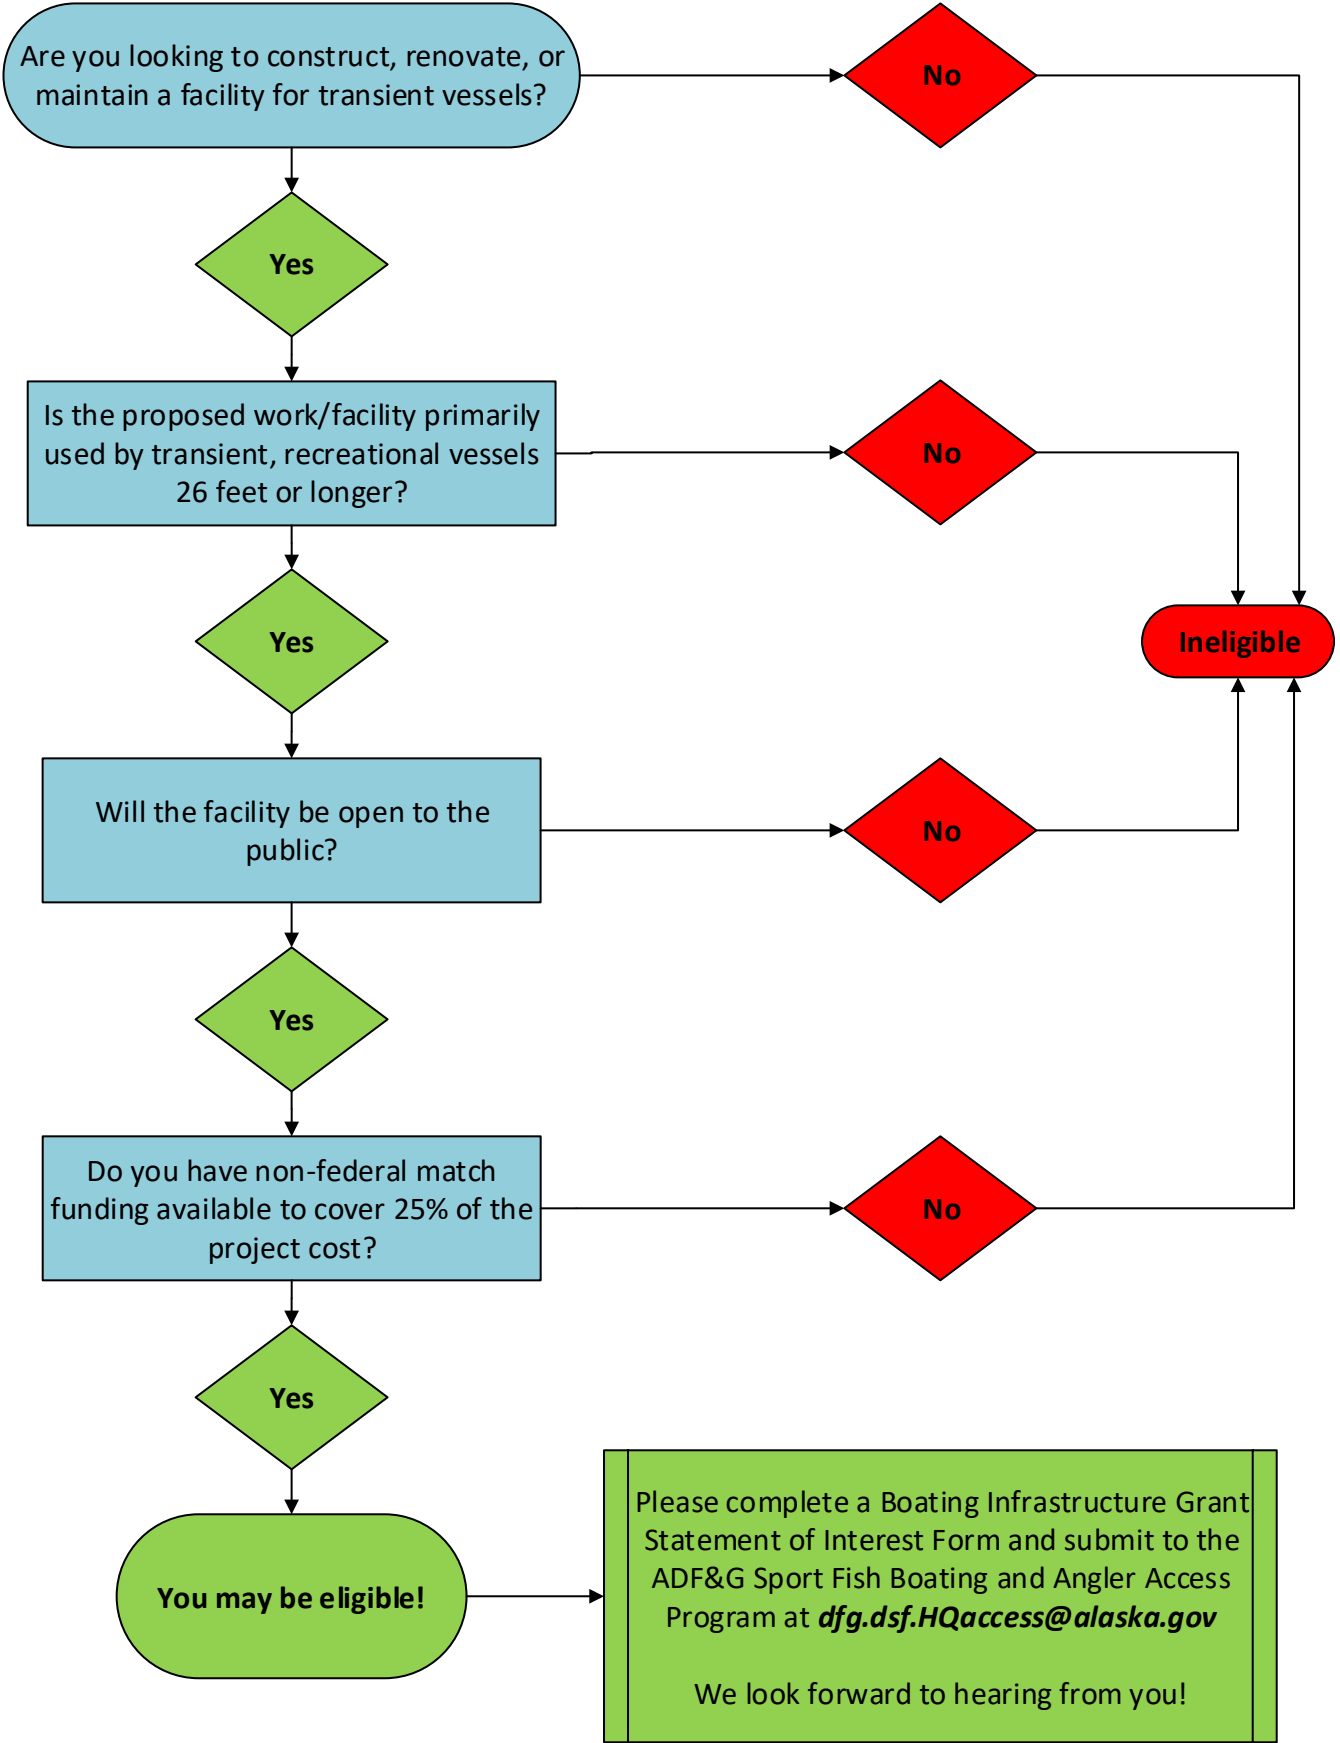 Are you looking to construct, renovate, or
maintain a facility for transient vessels?
No
Yes
Is the proposed work/facility primarily
used by transient, recreational vessels
26 feet or longer?
No
Yes
Ineligible
Will the facility be open to the
public?
No
Yes
Do you have non-federal match
funding available to cover 25% of the
project cost?
No
Yes
You may be eligible!
Please complete a Boating Infrastructure Grant
Statement of Interest Form and submit to the
ADF&G Sport Fish Boating and Angler Access
Program at dfg.dsf.HQaccess@alaska.gov
We look forward to hearing from you!